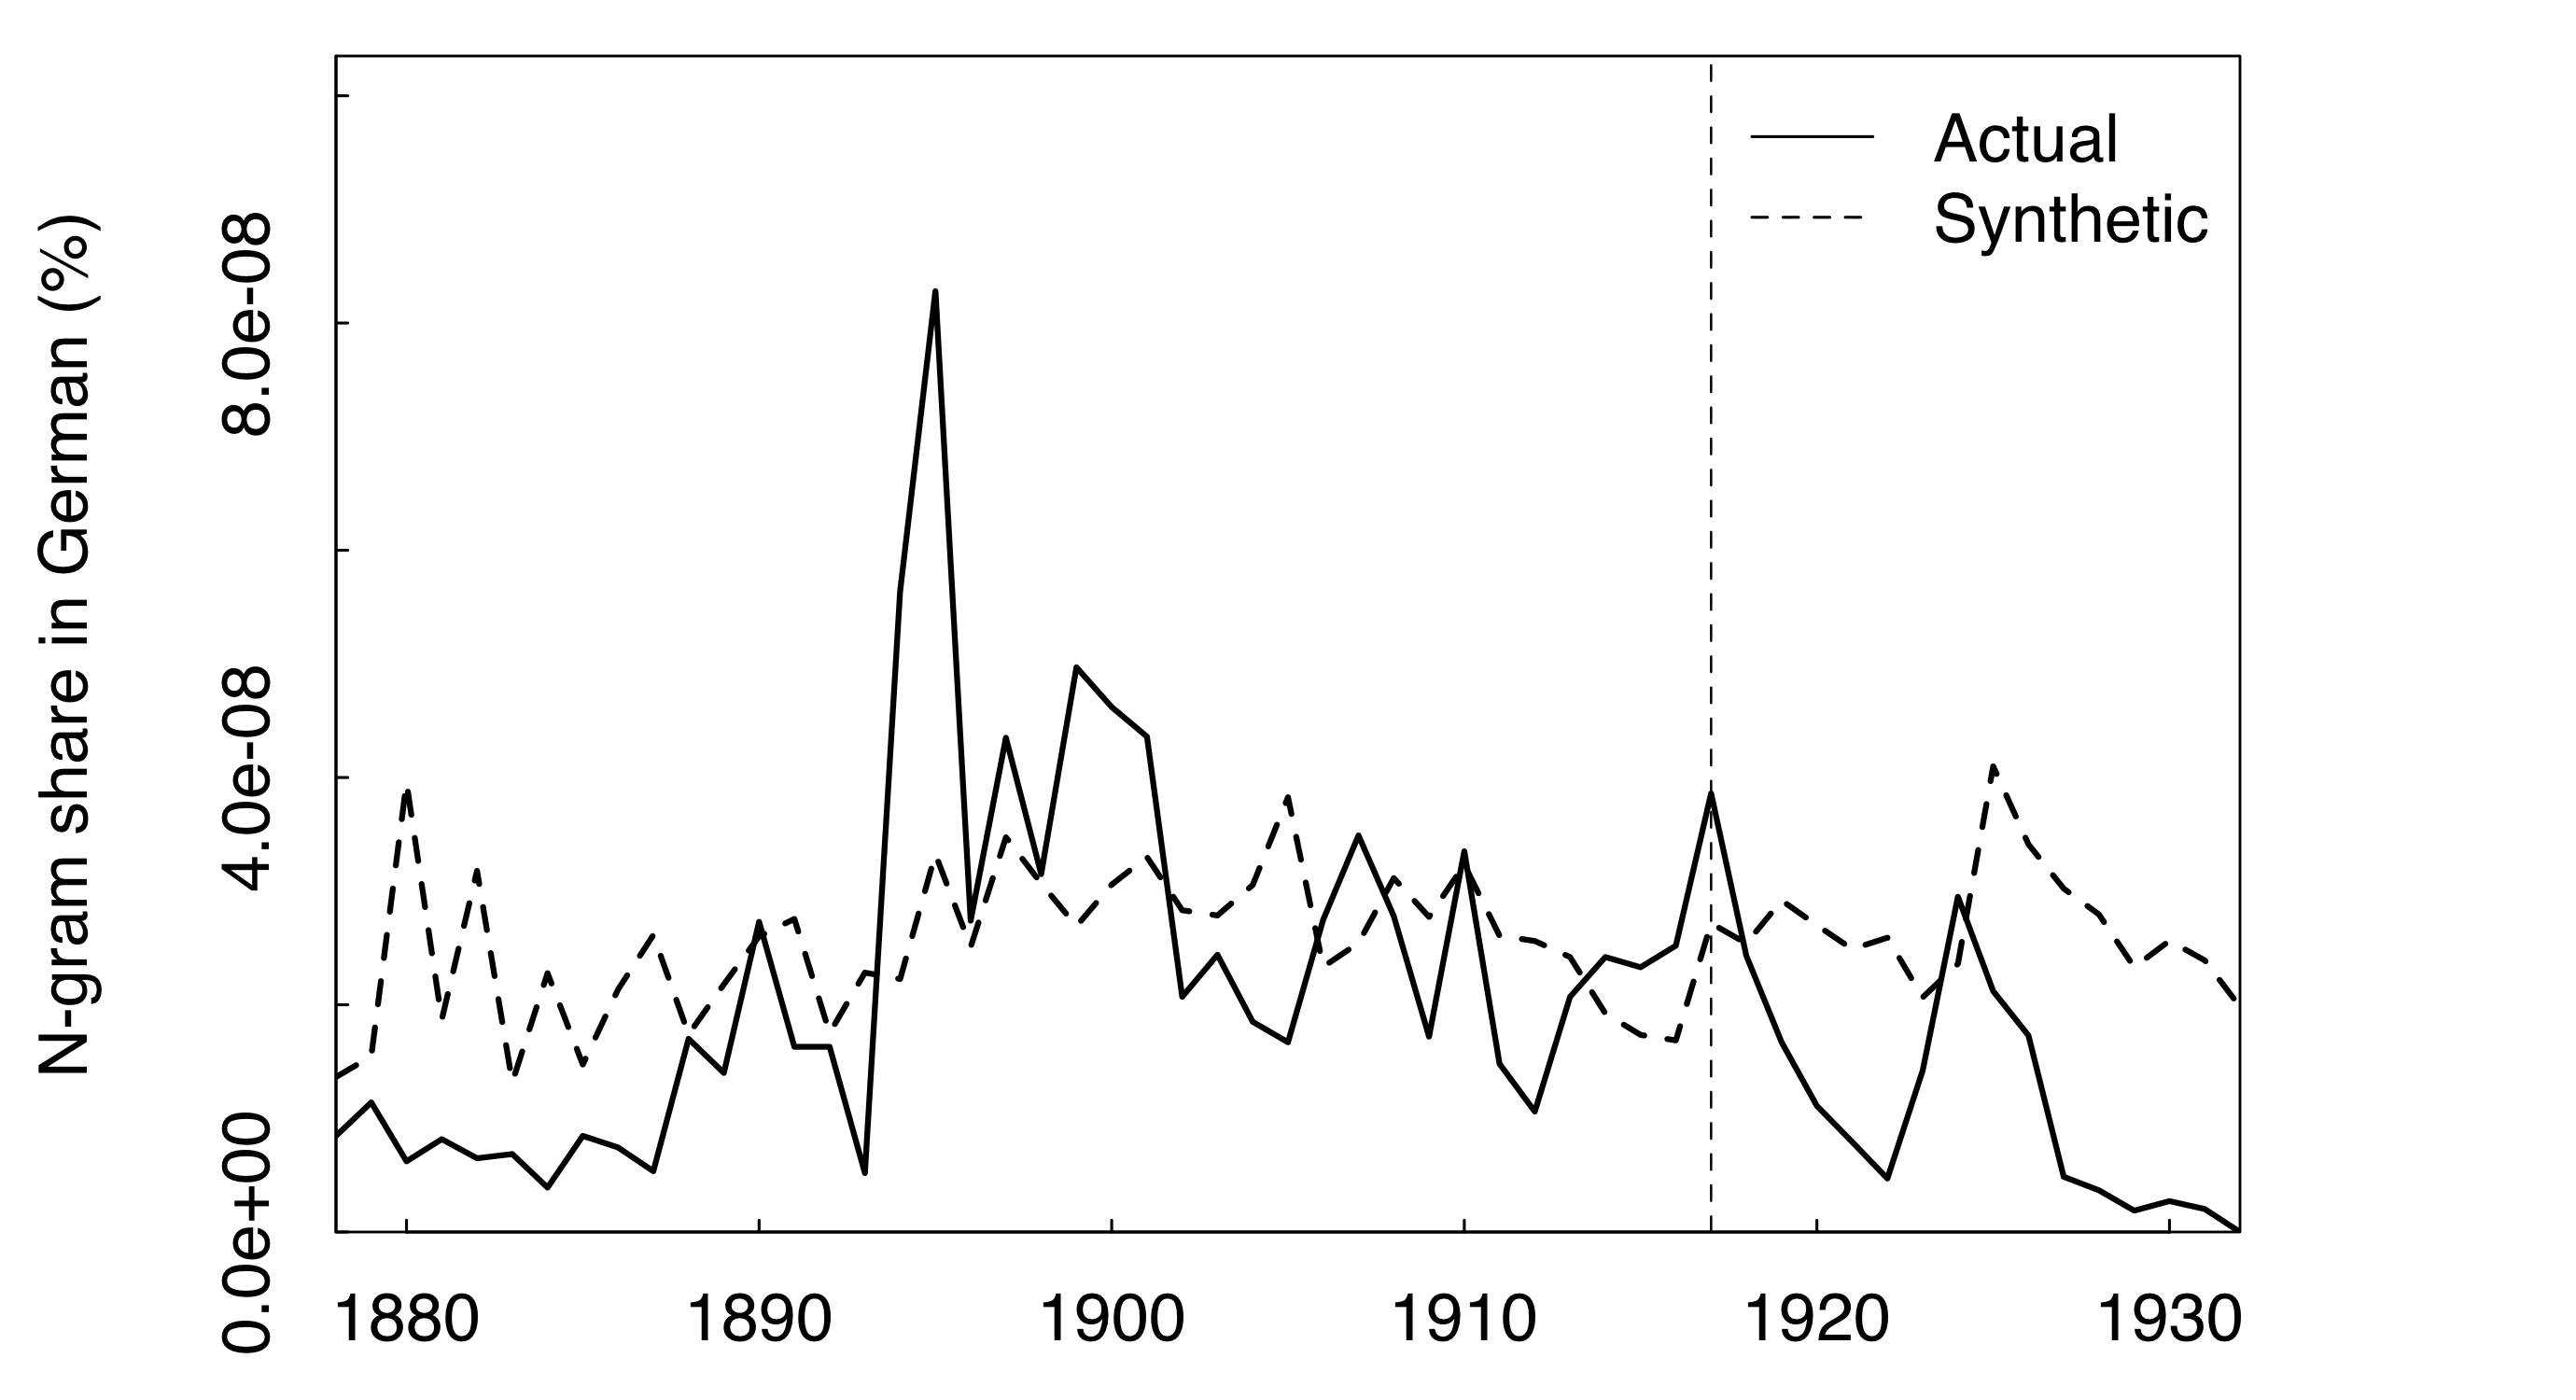 N-gram share in German (%)
8.0e-08
4.0e-08
0.0e+00
Actual
Synthetic
1880 1890 1900 1910 1920 1930